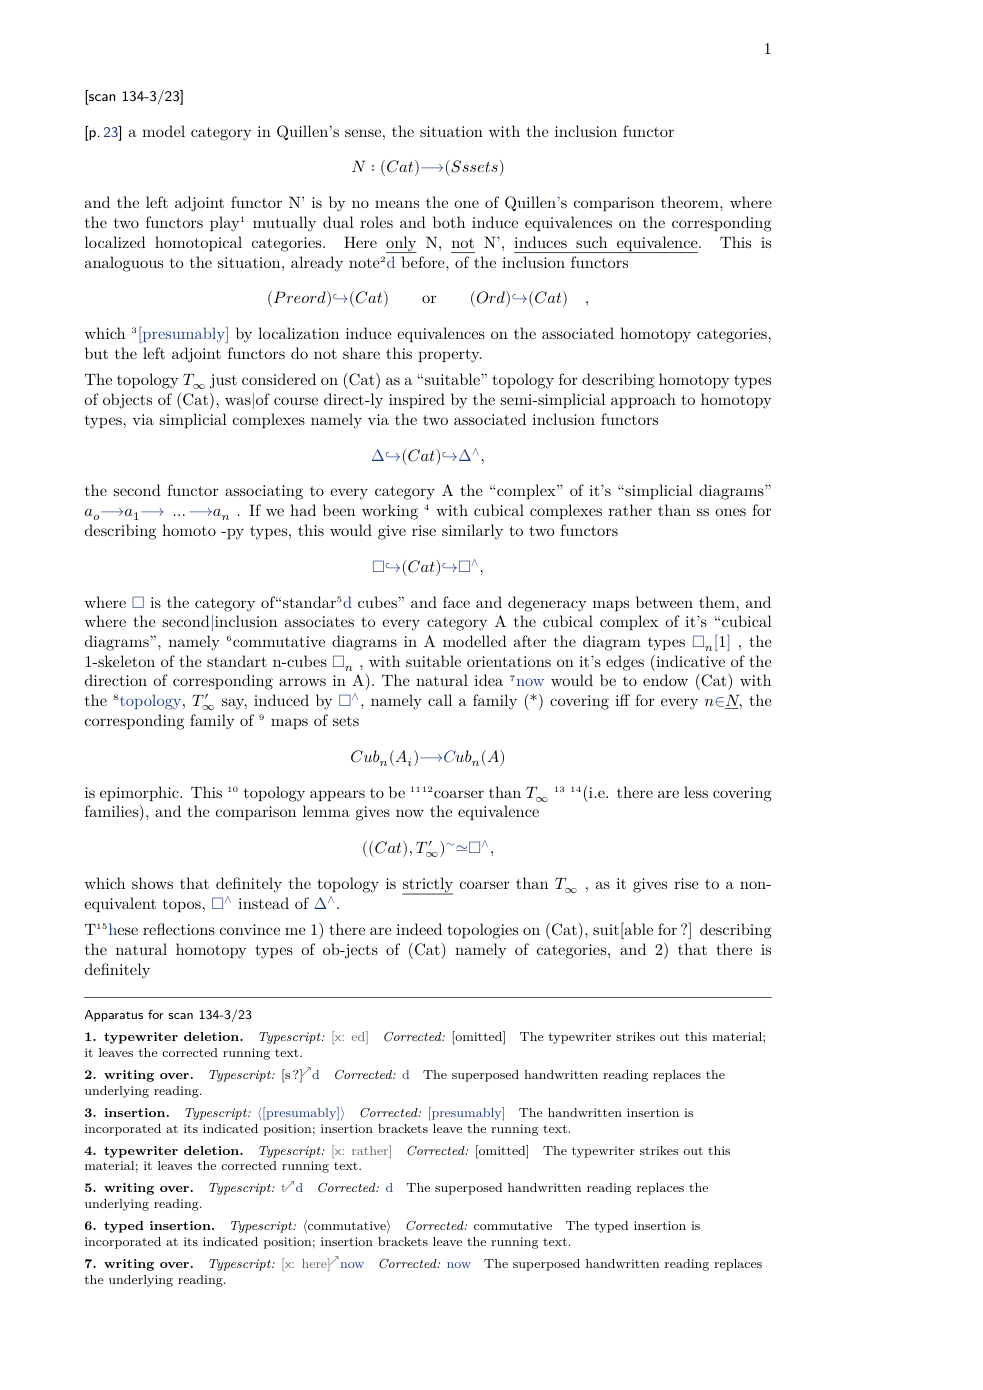 1
[scan 134-3/23]
[p. 23] a model category in Quillen's sense, the situation with the inclusion functor
N : (Cat)⟶(Sssets)
and the left adjoint functor N' is by no means the one of Quillen's comparison theorem, where
the two functors play¹ mutually dual roles and both induce equivalences on the corresponding
localized homotopical categories. Here only N, not N', induces such equivalence. This is
analogous to the situation, already note²d before, of the inclusion functors
(Preord)↪(Cat) or (Ord)↪(Cat) ,
which ³[presumably] by localization induce equivalences on the associated homotopy categories,
but the left adjoint functors do not share this property.
The topology T∞ just considered on (Cat) as a “suitable” topology for describing homotopy types
of objects of (Cat), was|of course direct-ly inspired by the semi-simplicial approach to homotopy
types, via simplicial complexes namely via the two associated inclusion functors
Δ↪(Cat)↪Δ^,
the second functor associating to every category A the “complex” of it's “simplicial diagrams”
aₒ⟶a₁⟶ ... ⟶aₙ . If we had been working ⁴ with cubical complexes rather than ss ones for
describing homoto -py types, this would give rise similarly to two functors
□↪(Cat)↪□^,
where □ is the category of“standar⁵d cubes” and face and degeneracy maps between them, and
where the second|inclusion associates to every category A the cubical complex of it's “cubical
diagrams”, namely ⁶commutative diagrams in A modelled after the diagram types □ₙ[1] , the
1-skeleton of the standart n-cubes □ₙ , with suitable orientations on it's edges (indicative of the
direction of corresponding arrows in A). The natural idea ⁷now would be to endow (Cat) with
the ⁸topology, T′∞ say, induced by □^, namely call a family (*) covering iff for every n∈N, the
corresponding family of ⁹ maps of sets
Cubₙ(Aᵢ)⟶Cubₙ(A)
is epimorphic. This ¹⁰ topology appears to be ¹¹¹²coarser than T∞ ¹³ ¹⁴(i.e. there are less covering
families), and the comparison lemma gives now the equivalence
((Cat), T′∞)~≃□^,
which shows that definitely the topology is strictly coarser than T∞ , as it gives rise to a non-
equivalent topos, □^ instead of Δ^.
T¹⁵hese reflections convince me 1) there are indeed topologies on (Cat), suit[able for ?] describing
the natural homotopy types of ob-jects of (Cat) namely of categories, and 2) that there is
definitely
Apparatus for scan 134-3/23
1. typewriter deletion. Typescript: [x: ed] Corrected: [omitted] The typewriter strikes out this material;
it leaves the corrected running text.
2. writing over. Typescript: [s ?]↗d Corrected: d The superposed handwritten reading replaces the
underlying reading.
3. insertion. Typescript: ⟨[presumably]⟩ Corrected: [presumably] The handwritten insertion is
incorporated at its indicated position; insertion brackets leave the running text.
4. typewriter deletion. Typescript: [x: rather] Corrected: [omitted] The typewriter strikes out this
material; it leaves the corrected running text.
5. writing over. Typescript: t↗d Corrected: d The superposed handwritten reading replaces the
underlying reading.
6. typed insertion. Typescript: ⟨commutative⟩ Corrected: commutative The typed insertion is
incorporated at its indicated position; insertion brackets leave the running text.
7. writing over. Typescript: [x: here]↗now Corrected: now The superposed handwritten reading replaces
the underlying reading.